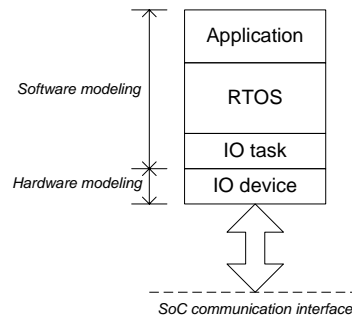 Application
Software modeling
RTOS
IO task
Hardware modeling
IO device
SoC communication interface